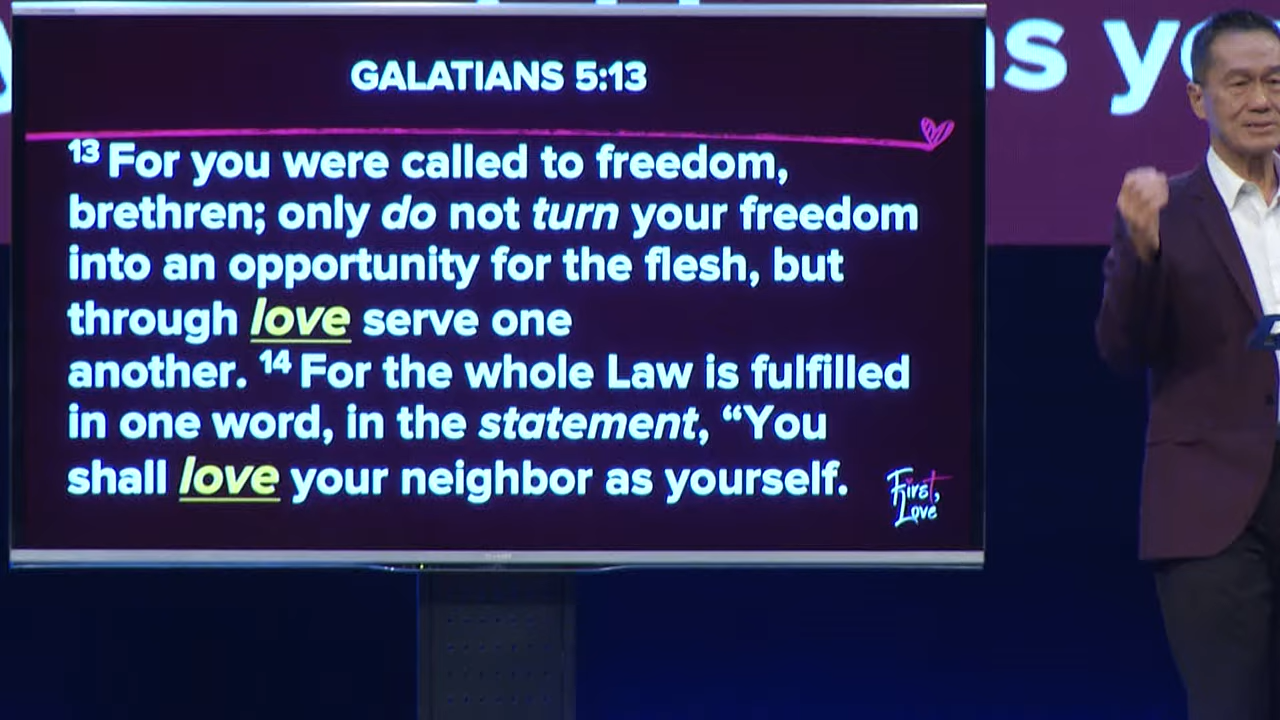 as yo
GALATIANS 5:13
13 For you were called to freedom,
brethren; only do not turn your freedom
into an opportunity for the flesh, but
through love serve one
another. 14 For the whole Law is fulfilled
in one word, in the statement, “You
shall love your neighbor as yourself.
First,
Love